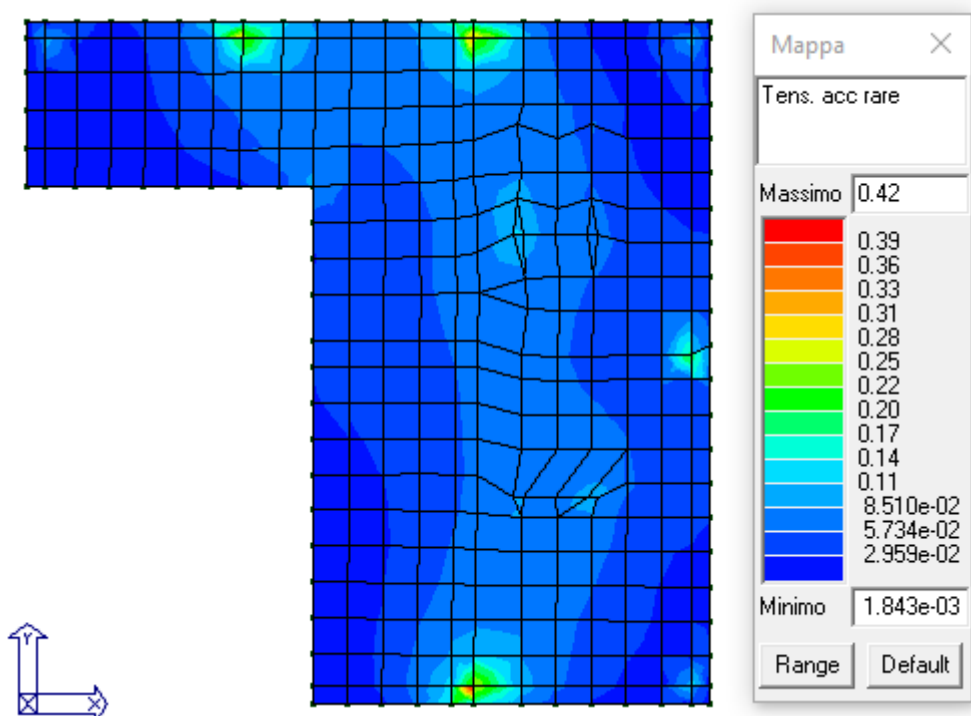 Mappa
Tens. acc rare
Massimo 0.42
0.39
0.36
0.33
0.31
0.28
0.25
0.22
0.20
0.17
0.14
0.11
8.510e-02
5.734e-02
2.959e-02
Minimo 1.843e-03
Range Default
Y
X